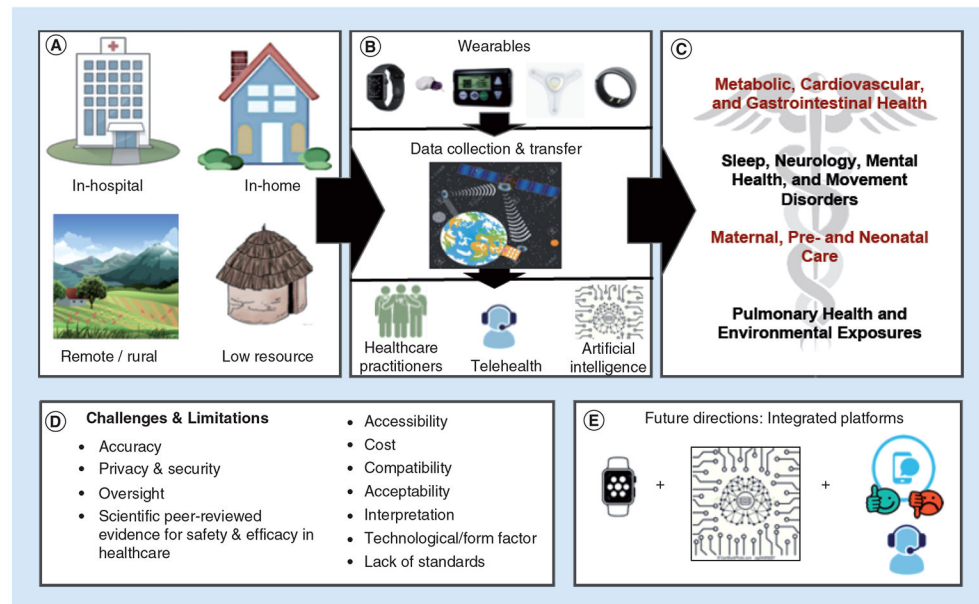 A
In-hospital
In-home
Remote / rural
Low resource
B
Wearables
Data collection & transfer
Healthcare
practitioners
Telehealth
Artificial
intelligence
C
Metabolic, Cardiovascular,
and Gastrointestinal Health
Sleep, Neurology, Mental
Health, and Movement
Disorders
Maternal, Pre- and Neonatal
Care
Pulmonary Health and
Environmental Exposures
D
Challenges & Limitations
• Accuracy
• Privacy & security
• Oversight
• Scientific peer-reviewed
evidence for safety & efficacy in
healthcare
• Accessibility
• Cost
• Compatibility
• Acceptability
• Interpretation
• Technological/form factor
• Lack of standards
E
Future directions: Integrated platforms
+
+